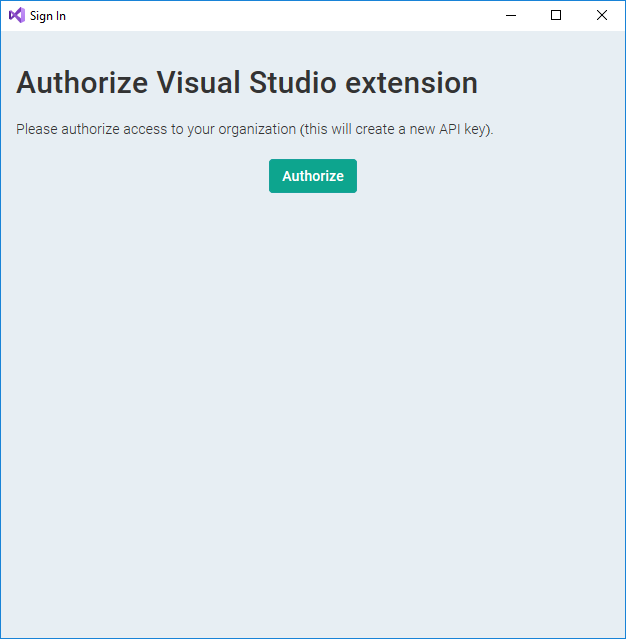 Sign In
Authorize Visual Studio extension
Please authorize access to your organization (this will create a new API key).
Authorize